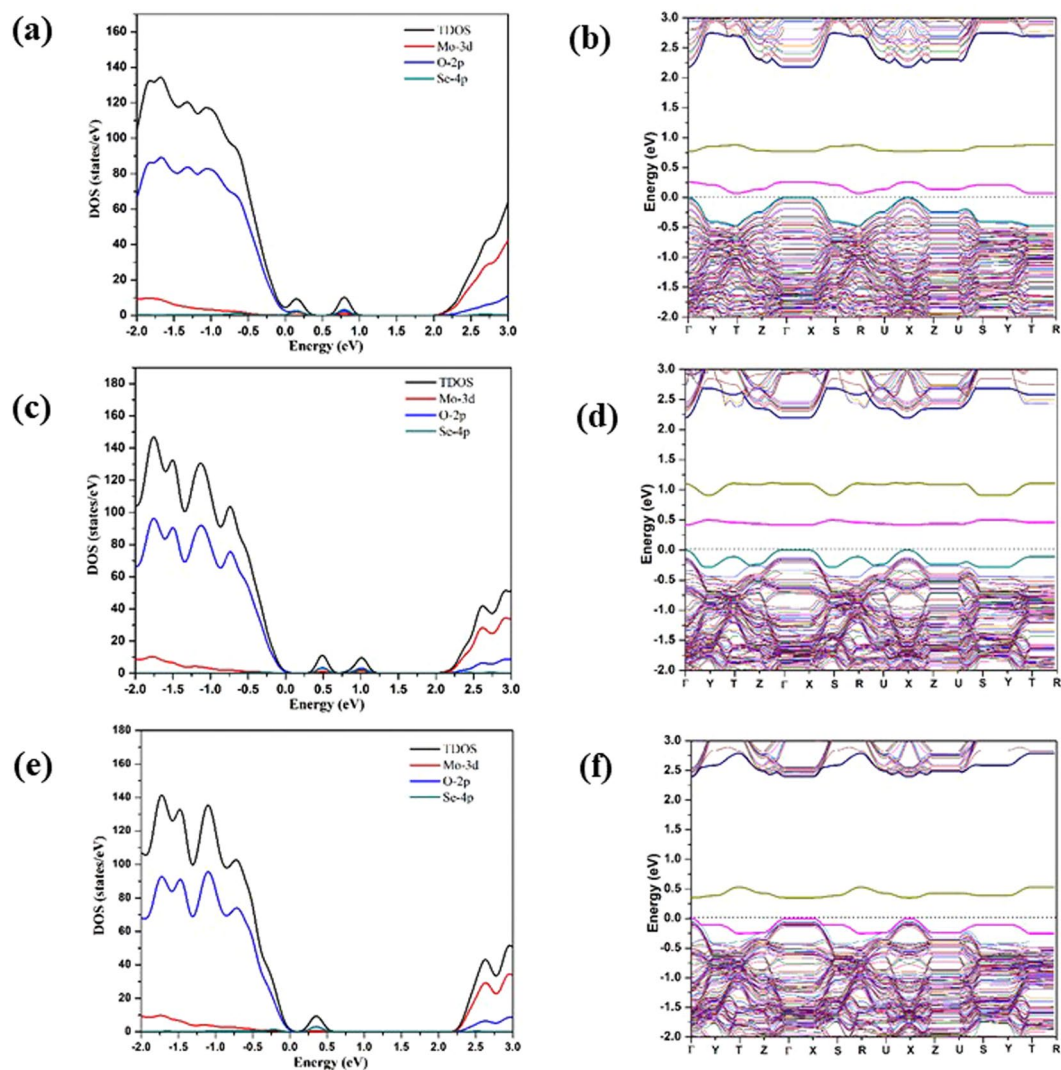 (a)
160
140
120
100
80
60
40
20
0
DOS (states/eV)
TDOS
Mo-3d
O-2p
Se-4p
-2.0 -1.5 -1.0 -0.5 0.0 0.5 1.0 1.5 2.0 2.5 3.0
Energy (eV)
(b)
3.0
2.5
2.0
1.5
1.0
0.5
0.0
-0.5
-1.0
-1.5
-2.0
Energy (eV)
Γ Y T Z Γ X S R U X Z U S Y T R
(c)
180
160
140
120
100
80
60
40
20
0
DOS (states/eV)
TDOS
Mo-3d
O-2p
Se-4p
-2.0 -1.5 -1.0 -0.5 0.0 0.5 1.0 1.5 2.0 2.5 3.0
Energy (eV)
(d)
3.0
2.5
2.0
1.5
1.0
0.5
0.0
-0.5
-1.0
-1.5
-2.0
Energy (eV)
Γ Y T Z Γ X S R U X Z U S Y T R
(e)
180
160
140
120
100
80
60
40
20
0
DOS (states/eV)
TDOS
Mo-3d
O-2p
Se-4p
-2.0 -1.5 -1.0 -0.5 0.0 0.5 1.0 1.5 2.0 2.5 3.0
Energy (eV)
(f)
3.0
2.5
2.0
1.5
1.0
0.5
0.0
-0.5
-1.0
-1.5
-2.0
Energy (eV)
Γ Y T Z Γ X S R U X Z U S Y T R